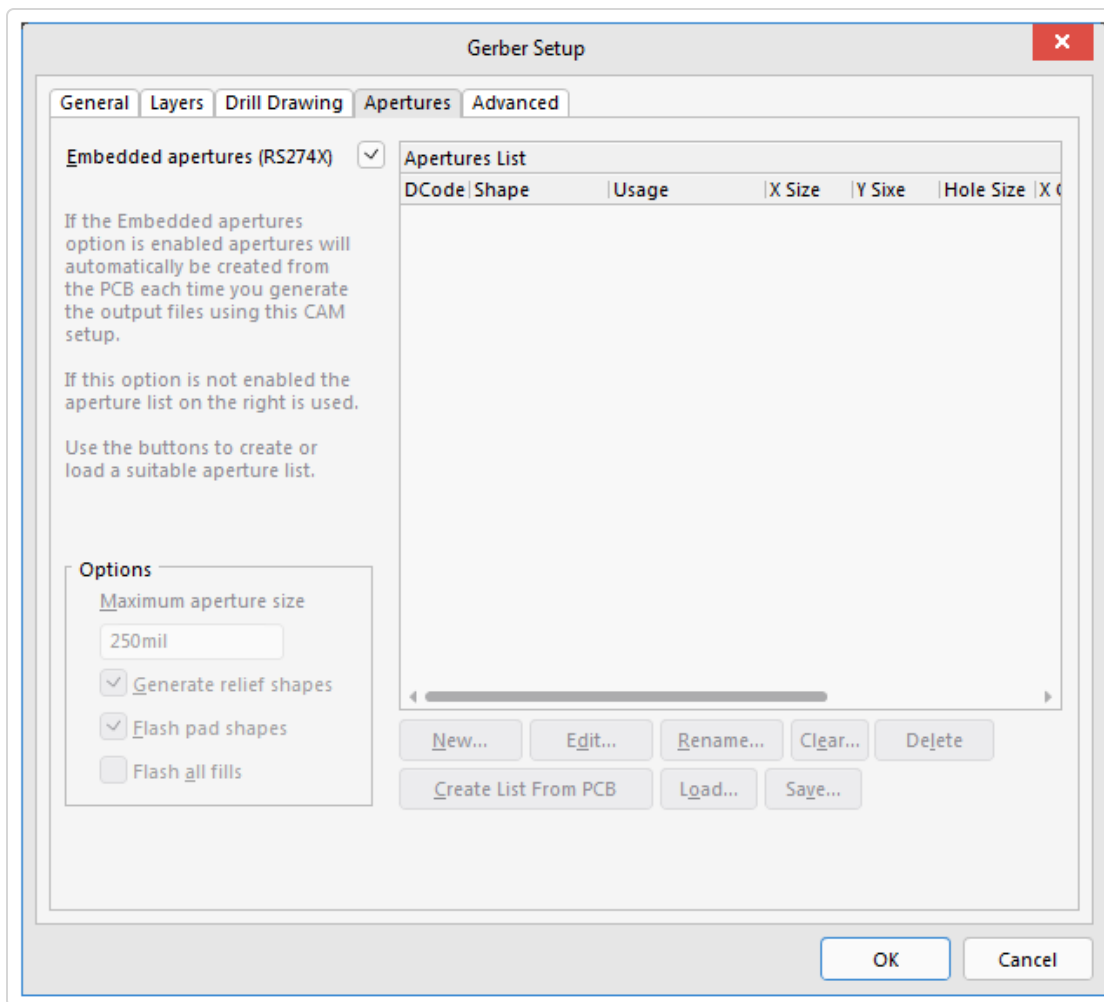 Gerber Setup
General Layers Drill Drawing Apertures Advanced
Embedded apertures (RS274X)
If the Embedded apertures
option is enabled apertures will
automatically be created from
the PCB each time you generate
the output files using this CAM
setup.
If this option is not enabled the
aperture list on the right is used.
Use the buttons to create or
load a suitable aperture list.
Options
Maximum aperture size
250mil
Generate relief shapes
Flash pad shapes
Flash all fills
Apertures List
DCode Shape Usage X Size Y Sixe Hole Size X
New... Edit... Rename... Clear... Delete
Create List From PCB Load... Save...
OK Cancel